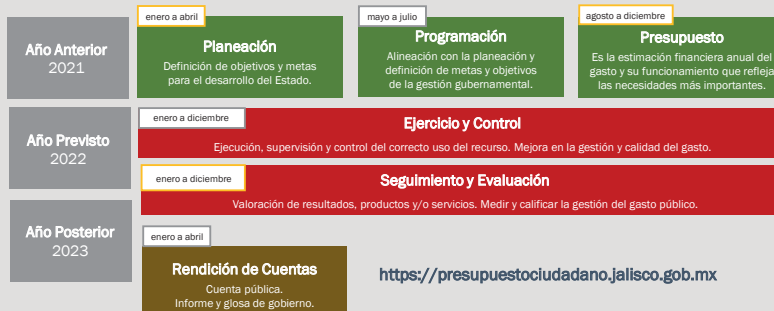 enero a abril
mayo a julio
agosto a diciembre
Año Anterior
2021
Planeación
Definición de objetivos y metas
para el desarrollo del Estado.
Programación
Alineación con la planeación y
definición de metas y objetivos
de la gestión gubernamental.
Presupuesto
Es la estimación financiera anual del
gasto y su funcionamiento que refleja
las necesidades más importantes.
Año Previsto
2022
enero a diciembre
Ejercicio y Control
Ejecución, supervisión y control del correcto uso del recurso. Mejora en la gestión y calidad del gasto.
enero a diciembre
Seguimiento y Evaluación
Valoración de resultados, productos y/o servicios. Medir y calificar la gestión del gasto público.
Año Posterior
2023
enero a abril
Rendición de Cuentas
Cuenta pública.
Informe y glosa de gobierno.
https://presupuestociudadano.jalisco.gob.mx